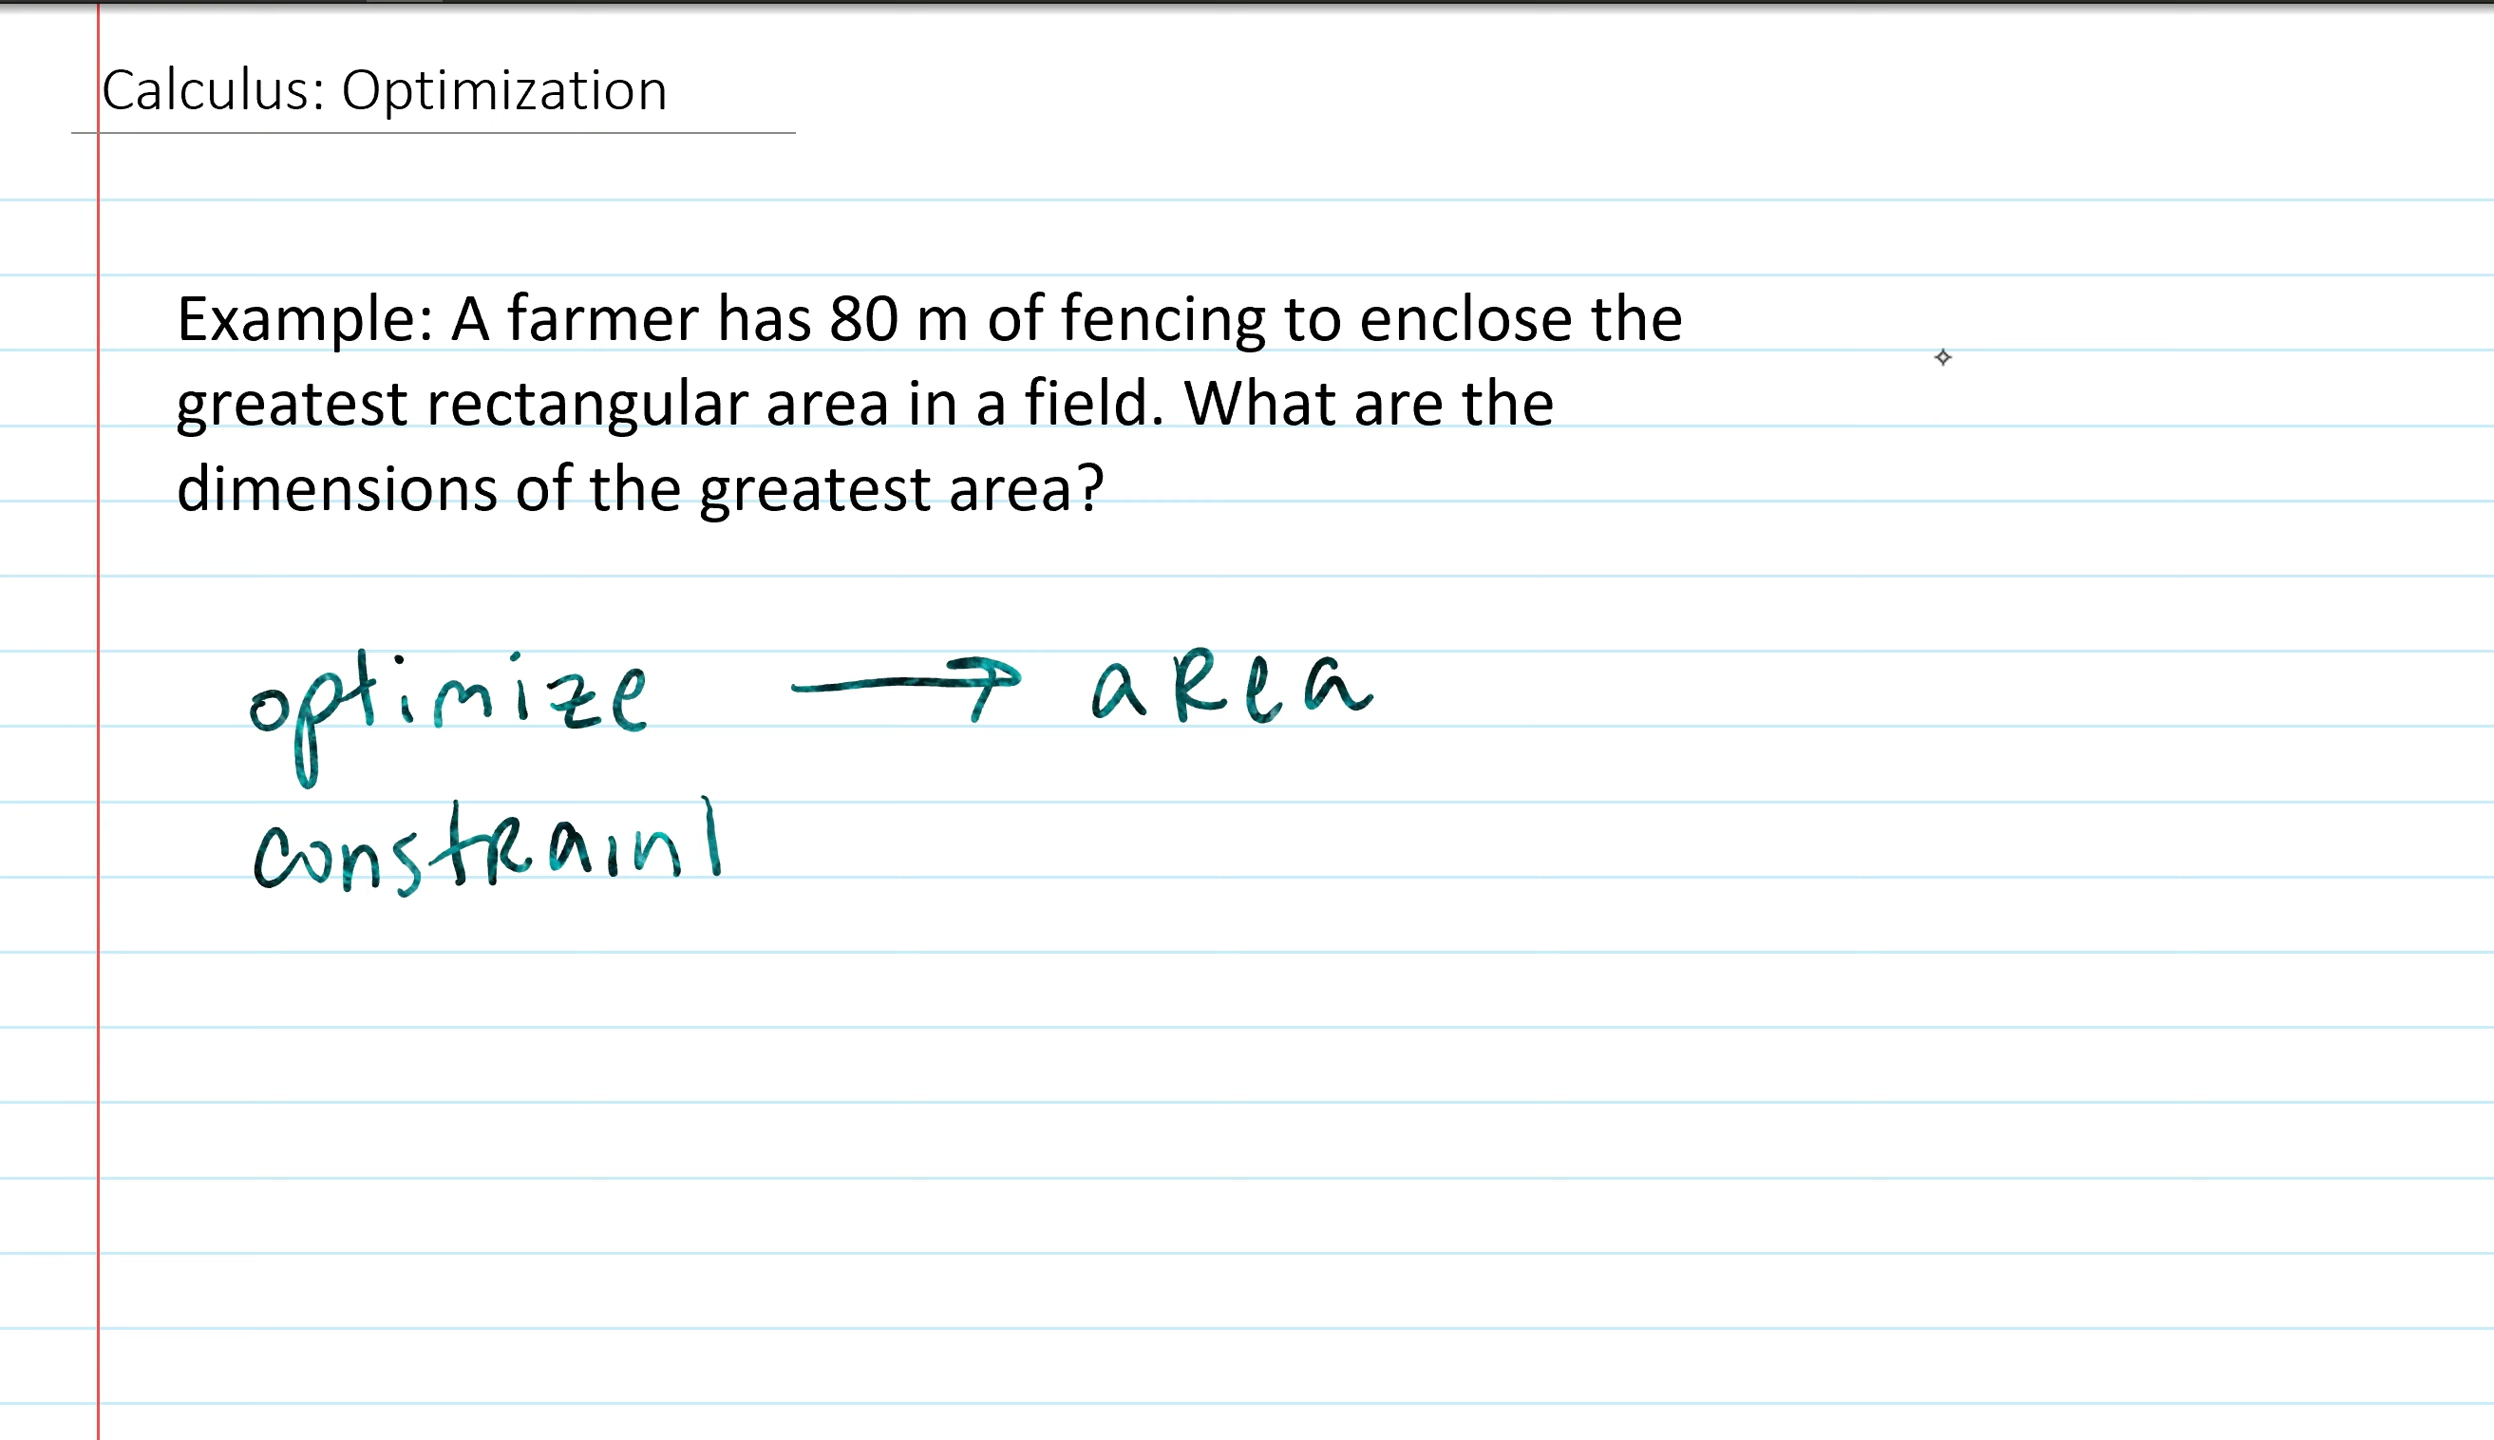 Calculus: Optimization
Example: A farmer has 80 m of fencing to enclose the
greatest rectangular area in a field. What are the
dimensions of the greatest area?
optimize → area
constraint